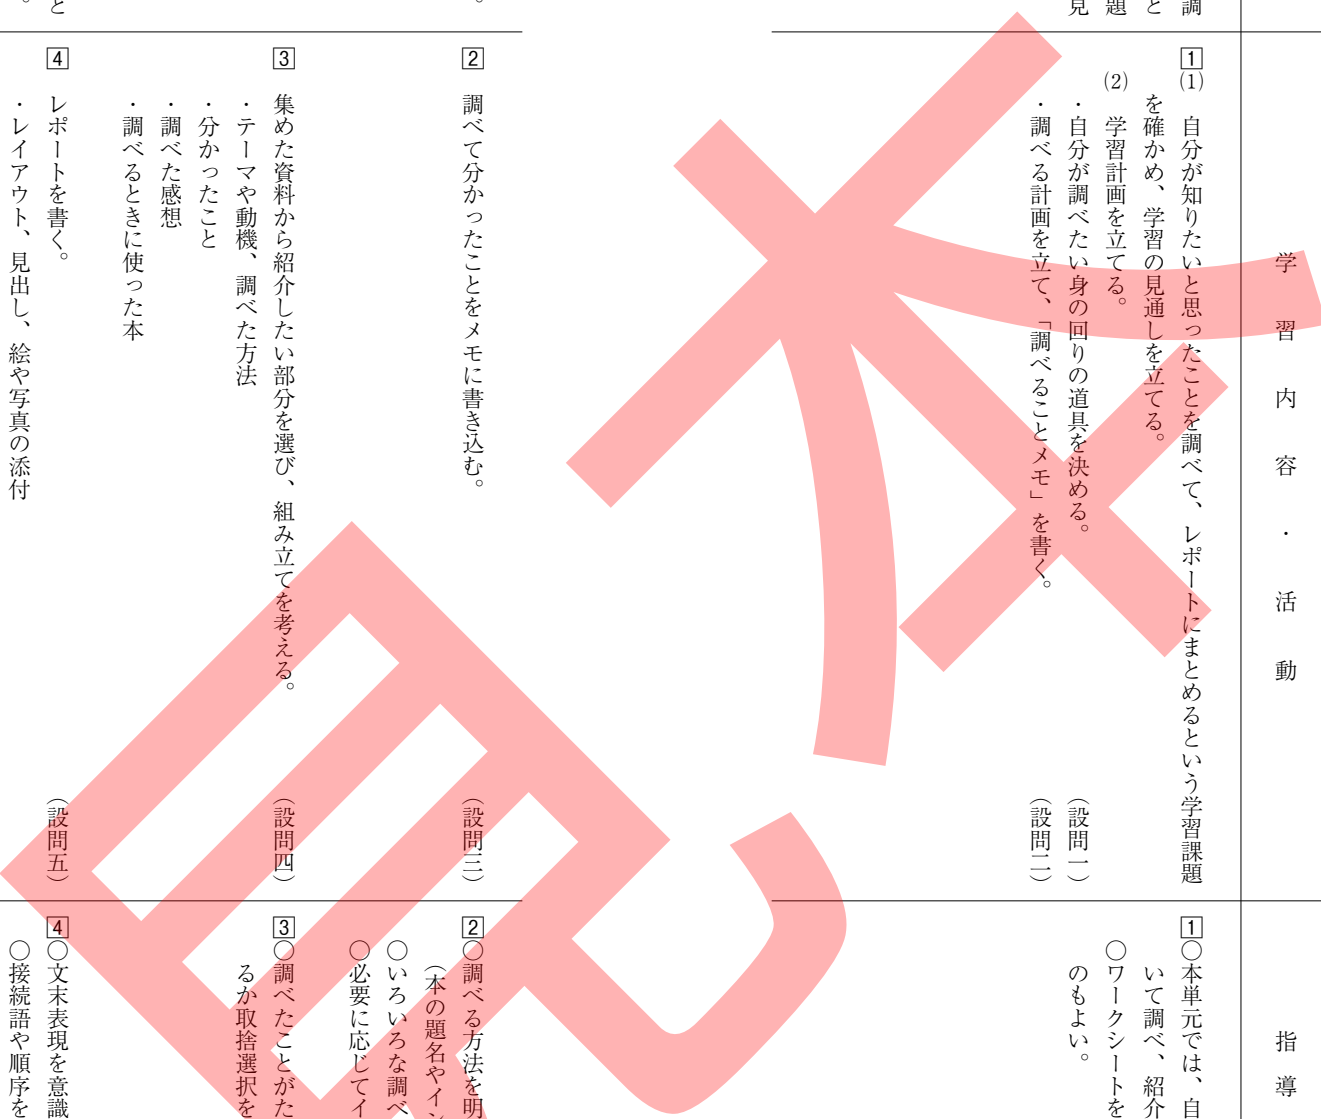 学習内容・活動
指導
調
と
題
見
1
(1) 自分が知りたいと思ったことを調べて、レポートにまとめるという学習課題
を確かめ、学習の見通しを立てる。
(2) 学習計画を立てる。
・自分が調べたい身の回りの道具を決める。 (設問一)
・調べる計画を立て、「調べることメモ」を書く。 (設問二)
1○本単元では、自
いて調べ、紹介
○ワークシートを
のもよい。
。
2 調べて分かったことをメモに書き込む。 (設問三)
3 集めた資料から紹介したい部分を選び、組み立てを考える。 (設問四)
・テーマや動機、調べた方法
・分かったこと
・調べた感想
・調べるときに使った本
と
。
4 レポートを書く。 (設問五)
・レイアウト、見出し、絵や写真の添付
2○調べる方法を明
(本の題名やイン
○いろいろな調べ
○必要に応じてイ
3○調べたことがた
るか取捨選択を
4○文末表現を意識
○接続語や順序を
見本